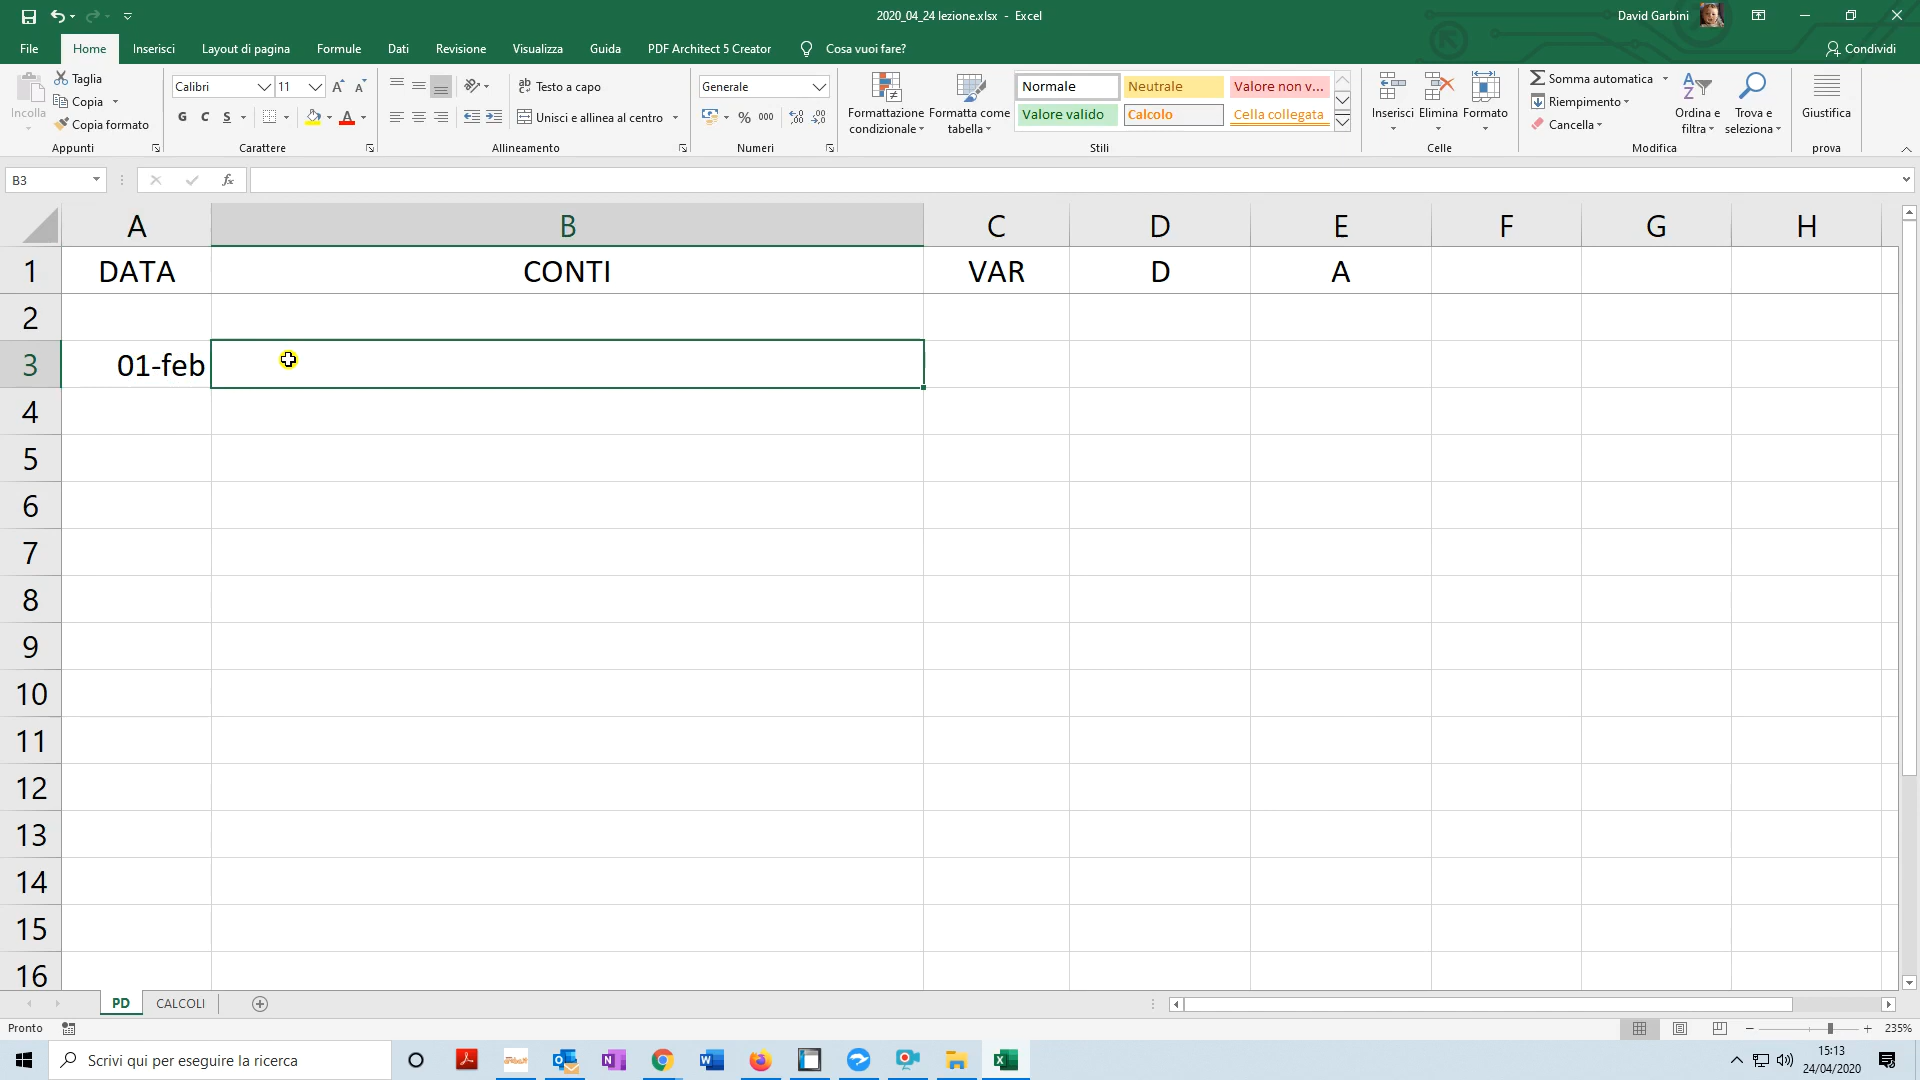 2020_04_24 lezione.xlsx - Excel
David Garbini
File Home Inserisci Layout di pagina Formule Dati Revisione Visualizza Guida PDF Architect 5 Creator Cosa vuoi fare? Condividi
Incolla
Taglia
Copia
Copia formato
Appunti
Calibri 11
G C S
Carattere
Testo a capo
Unisci e allinea al centro
Allineamento
Generale
% 000
Numeri
Formattazione condizionale
Formatta come tabella
Normale Neutrale Valore non v...
Valore valido Calcolo Cella collegata
Stili
Inserisci Elimina Formato
Celle
Somma automatica
Riempimento
Cancella
Ordina e filtra
Trova e seleziona
Modifica
Giustifica
prova
B3
fx
A B C D E F G H
1 DATA CONTI VAR D A
2
3 01-feb
4
5
6
7
8
9
10
11
12
13
14
15
16
PD CALCOLI
Pronto
235%
Scrivi qui per eseguire la ricerca
15:13
24/04/2020